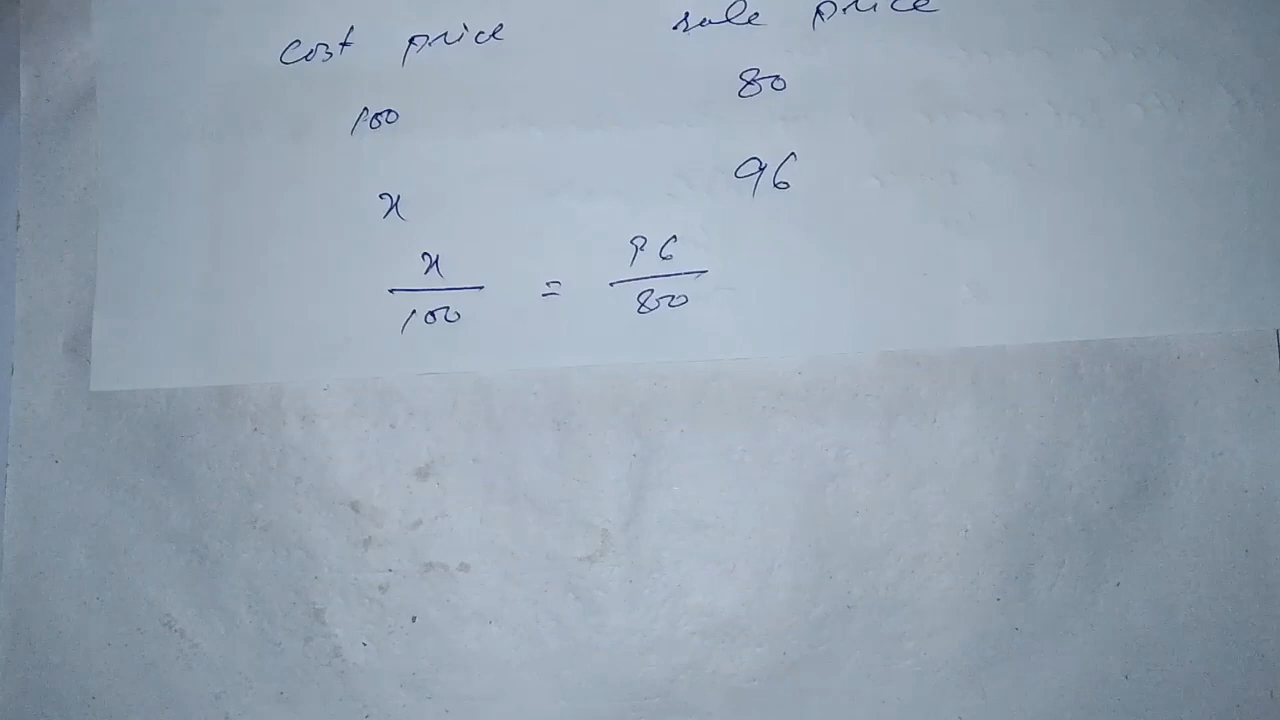 cost price sale price
100 80
x 96
x/100 = 96/80